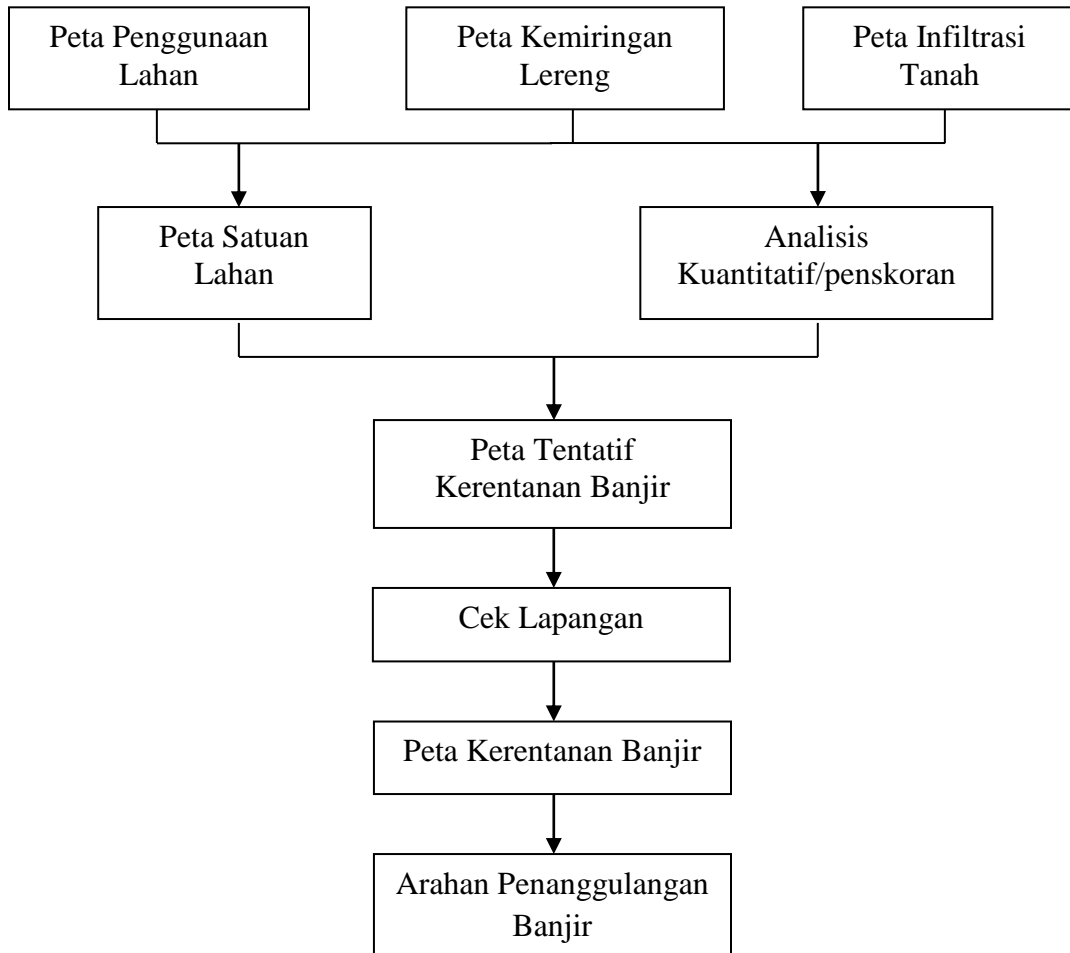 Peta Penggunaan
Lahan
Peta Kemiringan
Lereng
Peta Infiltrasi
Tanah
Peta Satuan
Lahan
Analisis
Kuantitatif/penskoran
Peta Tentatif
Kerentanan Banjir
Cek Lapangan
Peta Kerentanan Banjir
Arahan Penanggulangan
Banjir